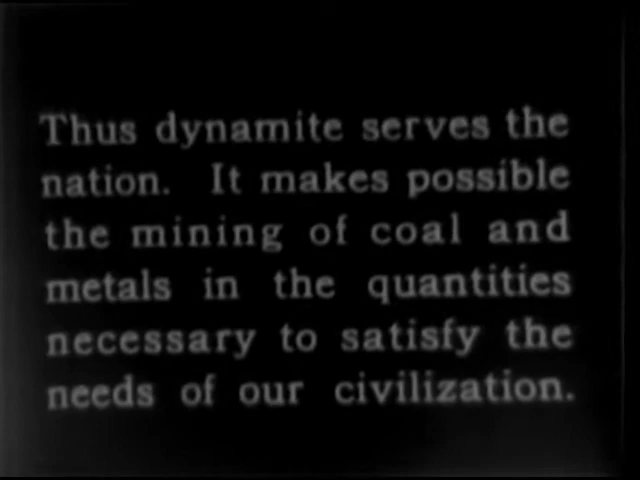 Thus dynamite serves the
nation. It makes possible
the mining of coal and
metals in the quantities
necessary to satisfy the
needs of our civilization.